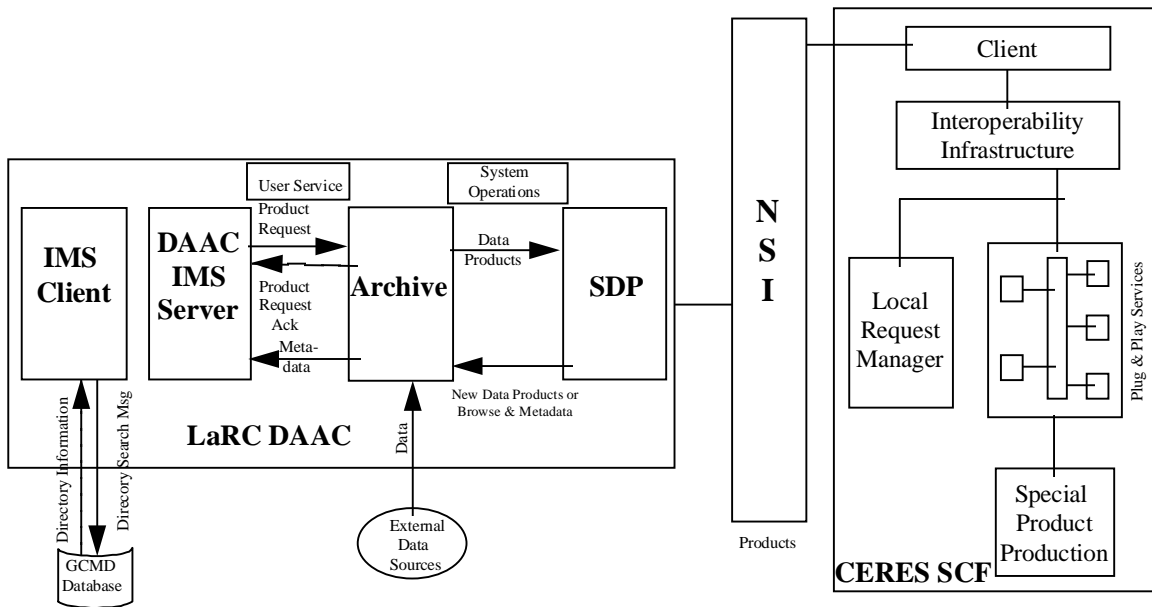 Client
Interoperability
Infrastructure
User Service
System
Operations
Product
Request
IMS
Client
DAAC
IMS
Server
Product
Request
Ack
Meta-
data
Archive
Data
Products
SDP
New Data Products or
Browse & Metadata
LaRC DAAC
Data
Directory Information
Direcory Search Msg
GCMD
Database
External
Data
Sources
N
S
I
Products
Local
Request
Manager
Plug & Play Services
Special
Product
Production
CERES SCF